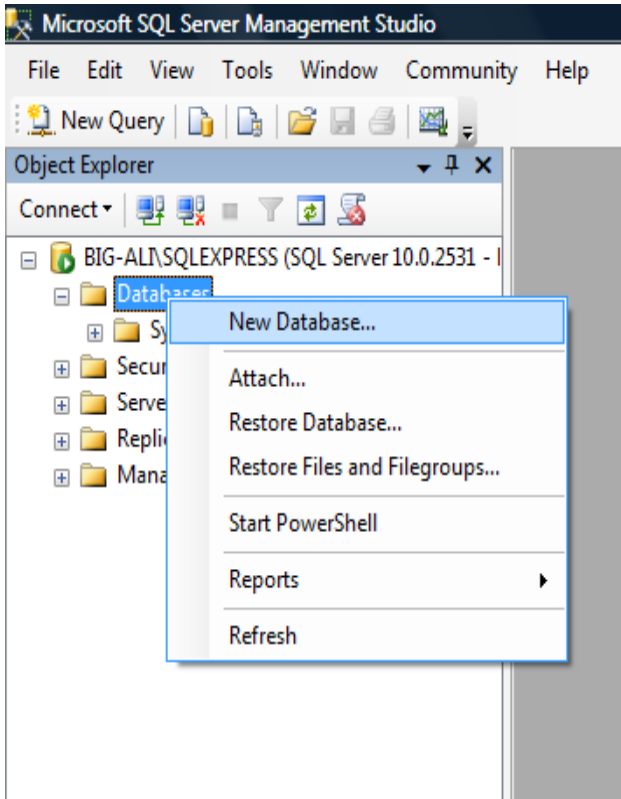 Microsoft SQL Server Management Studio
File Edit View Tools Window Community Help
New Query
Object Explorer
Connect
BIG-ALI\SQLEXPRESS (SQL Server 10.0.2531 -
Databases
New Database...
Attach...
Restore Database...
Restore Files and Filegroups...
Start PowerShell
Reports
Refresh